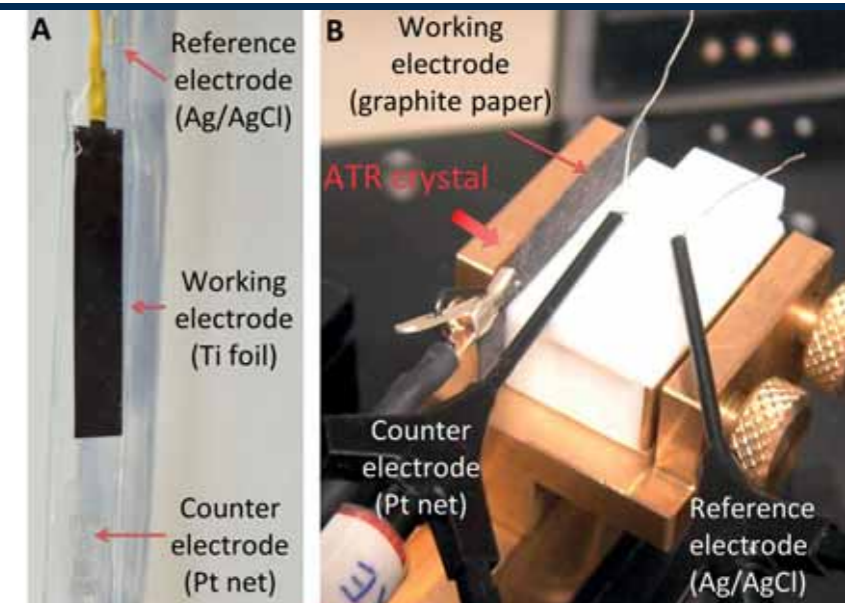 A
Reference
electrode
(Ag/AgCl)
Working
electrode
(Ti foil)
Counter
electrode
(Pt net)
B
Working
electrode
(graphite paper)
ATR crystal
Counter
electrode
(Pt net)
Reference
electrode
(Ag/AgCl)